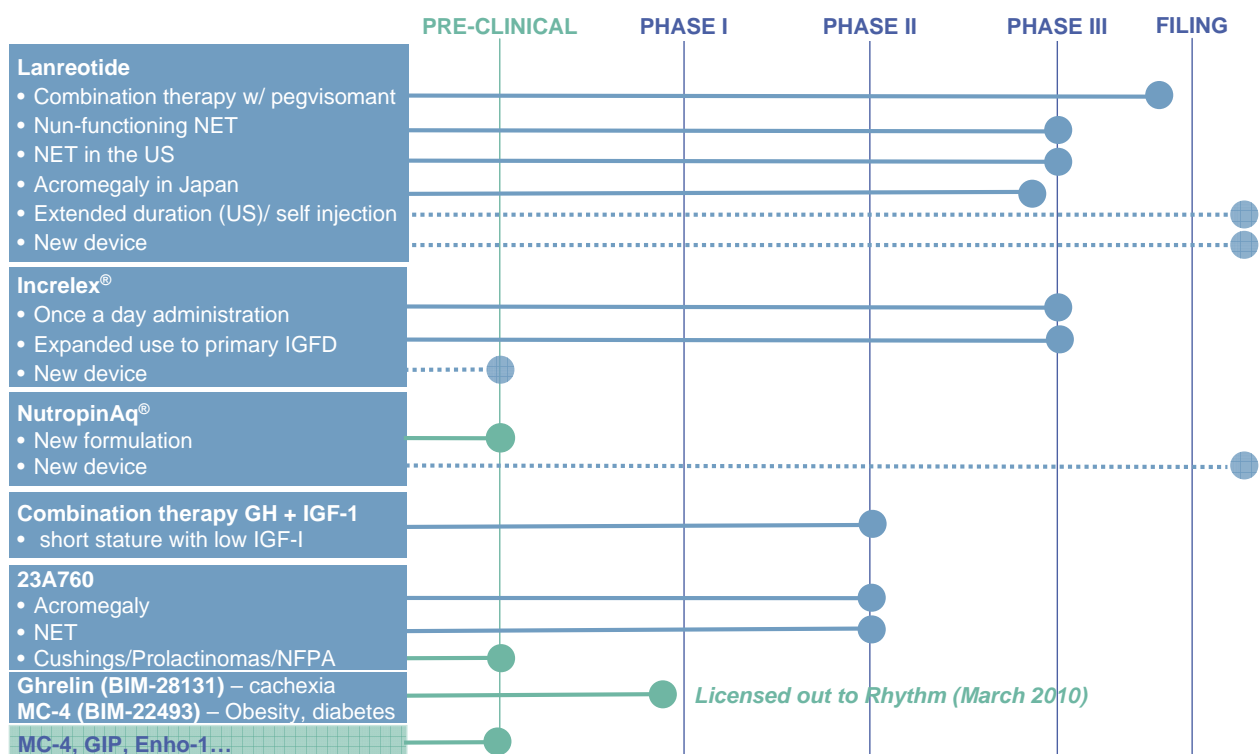 PRE-CLINICAL PHASE I PHASE II PHASE III FILING
Lanreotide
• Combination therapy w/ pegvisomant
• Nun-functioning NET
• NET in the US
• Acromegaly in Japan
• Extended duration (US)/ self injection
• New device
Increlex®
• Once a day administration
• Expanded use to primary IGFD
• New device
NutropinAq®
• New formulation
• New device
Combination therapy GH + IGF-1
• short stature with low IGF-I
23A760
• Acromegaly
• NET
• Cushings/Prolactinomas/NFPA
Ghrelin (BIM-28131) – cachexia
MC-4 (BIM-22493) – Obesity, diabetes
Licensed out to Rhythm (March 2010)
MC-4, GIP, Enho-1…